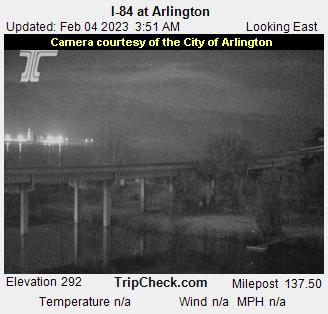 I-84 at Arlington
Updated: Feb 04 2023 3:51 AM Looking East
Camera courtesy of the City of Arlington
Elevation 292 TripCheck.com Milepost 137.50
Temperature n/a Wind n/a MPH n/a